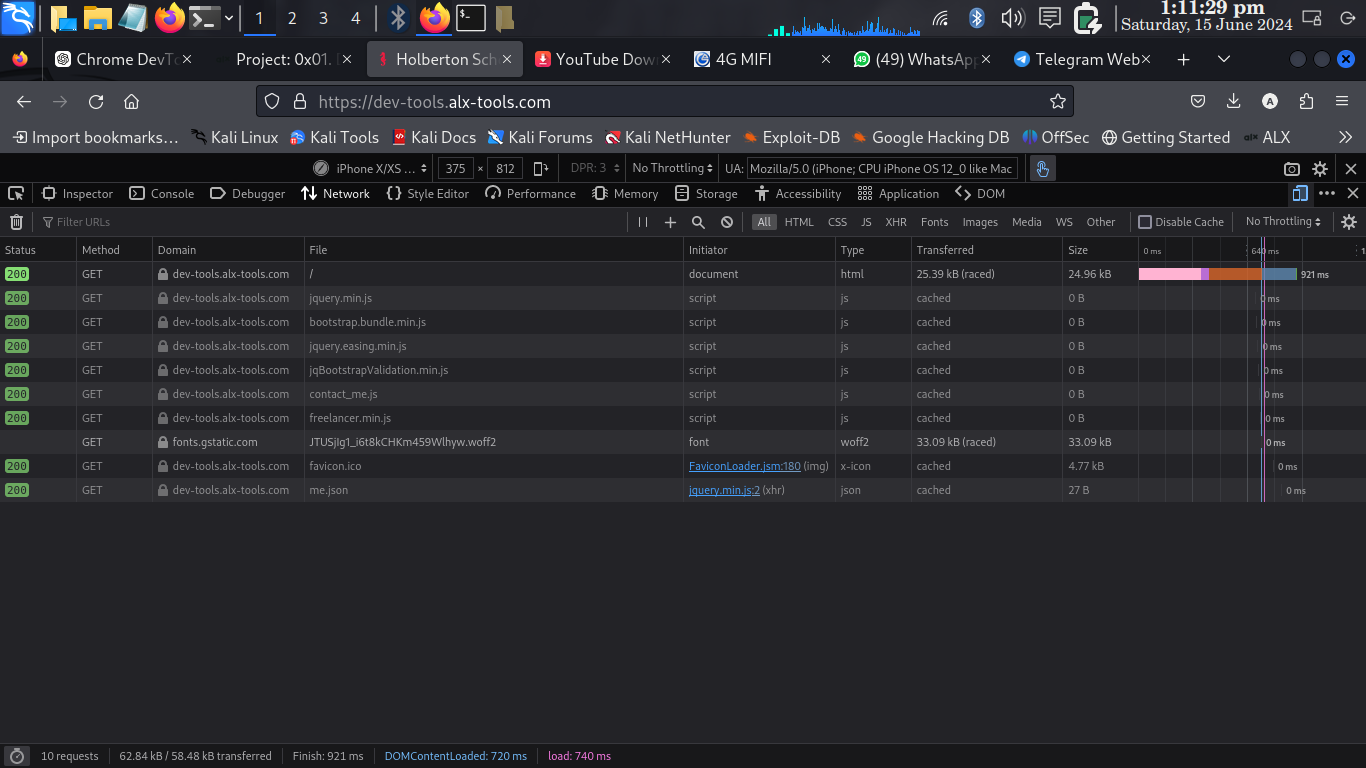 1 2 3 4 1:11:29 pm
Saturday, 15 June 2024
Chrome DevTo Project: 0x01. Holberton Sch YouTube Dow 4G MIFI (49) WhatsApp Telegram Web
https://dev-tools.alx-tools.com
Import bookmarks... Kali Linux Kali Tools Kali Docs Kali Forums Kali NetHunter Exploit-DB Google Hacking DB OffSec Getting Started ALX
iPhone X/XS ... 375 × 812 DPR: 3 No Throttling UA: Mozilla/5.0 (iPhone; CPU iPhone OS 12_0 like Mac
Inspector Console Debugger Network Style Editor Performance Memory Storage Accessibility Application DOM
Filter URLs All HTML CSS JS XHR Fonts Images Media WS Other Disable Cache No Throttling
Status Method Domain File Initiator Type Transferred Size 0 ms 640 ms 1
200 GET dev-tools.alx-tools.com / document html 25.39 kB (raced) 24.96 kB 921 ms
200 GET dev-tools.alx-tools.com jquery.min.js script js cached 0 B 0 ms
200 GET dev-tools.alx-tools.com bootstrap.bundle.min.js script js cached 0 B 0 ms
200 GET dev-tools.alx-tools.com jquery.easing.min.js script js cached 0 B 0 ms
200 GET dev-tools.alx-tools.com jqBootstrapValidation.min.js script js cached 0 B 0 ms
200 GET dev-tools.alx-tools.com contact_me.js script js cached 0 B 0 ms
200 GET dev-tools.alx-tools.com freelancer.min.js script js cached 0 B 0 ms
GET fonts.gstatic.com JTUSjIg1_i6t8kCHKm459Wlhyw.woff2 font woff2 33.09 kB (raced) 33.09 kB 0 ms
200 GET dev-tools.alx-tools.com favicon.ico FaviconLoader.jsm:180 (img) x-icon cached 4.77 kB 0 ms
200 GET dev-tools.alx-tools.com me.json jquery.min.js:2 (xhr) json cached 27 B 0 ms
10 requests 62.84 kB / 58.48 kB transferred Finish: 921 ms DOMContentLoaded: 720 ms load: 740 ms